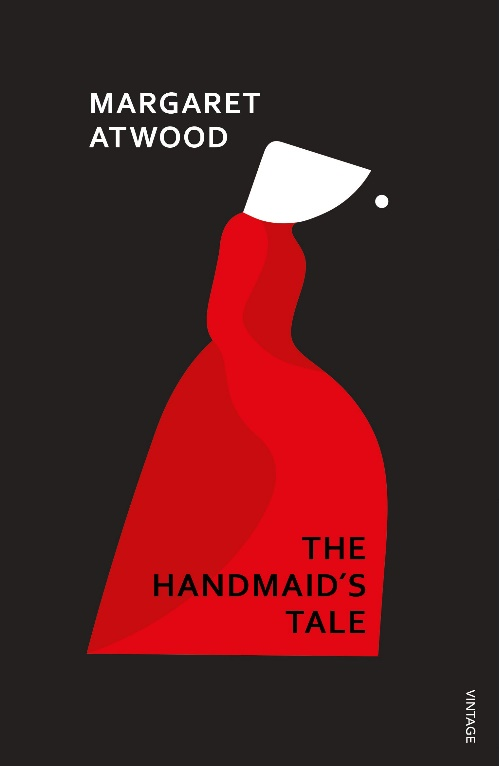 MARGARET
ATWOOD
THE
HANDMAID´S
TALE
VINTAGE